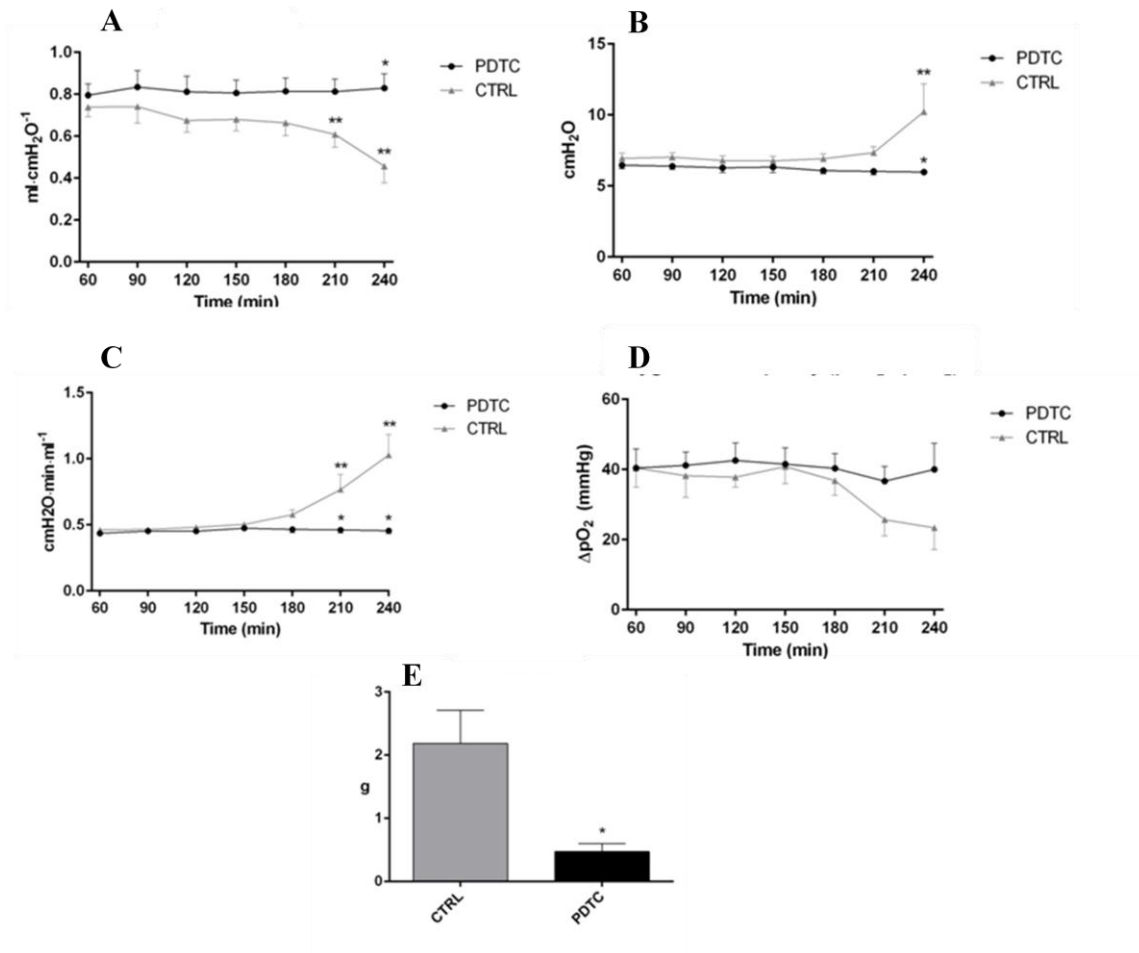 A
1.0
0.8
0.6
0.4
0.2
0.0
ml·cmH2O-1
*
**
**
60 90 120 150 180 210 240
Time (min)
PDTC
CTRL
B
15
10
5
0
cmH2O
**
*
60 90 120 150 180 210 240
Time (min)
PDTC
CTRL
C
1.5
1.0
0.5
0.0
cmH2O·min·ml-1
**
**
*
*
60 90 120 150 180 210 240
Time (min)
PDTC
CTRL
D
60
40
20
0
ΔpO2 (mmHg)
60 90 120 150 180 210 240
Time (min)
PDTC
CTRL
E
3
2
1
0
g
*
CTRL
PDTC